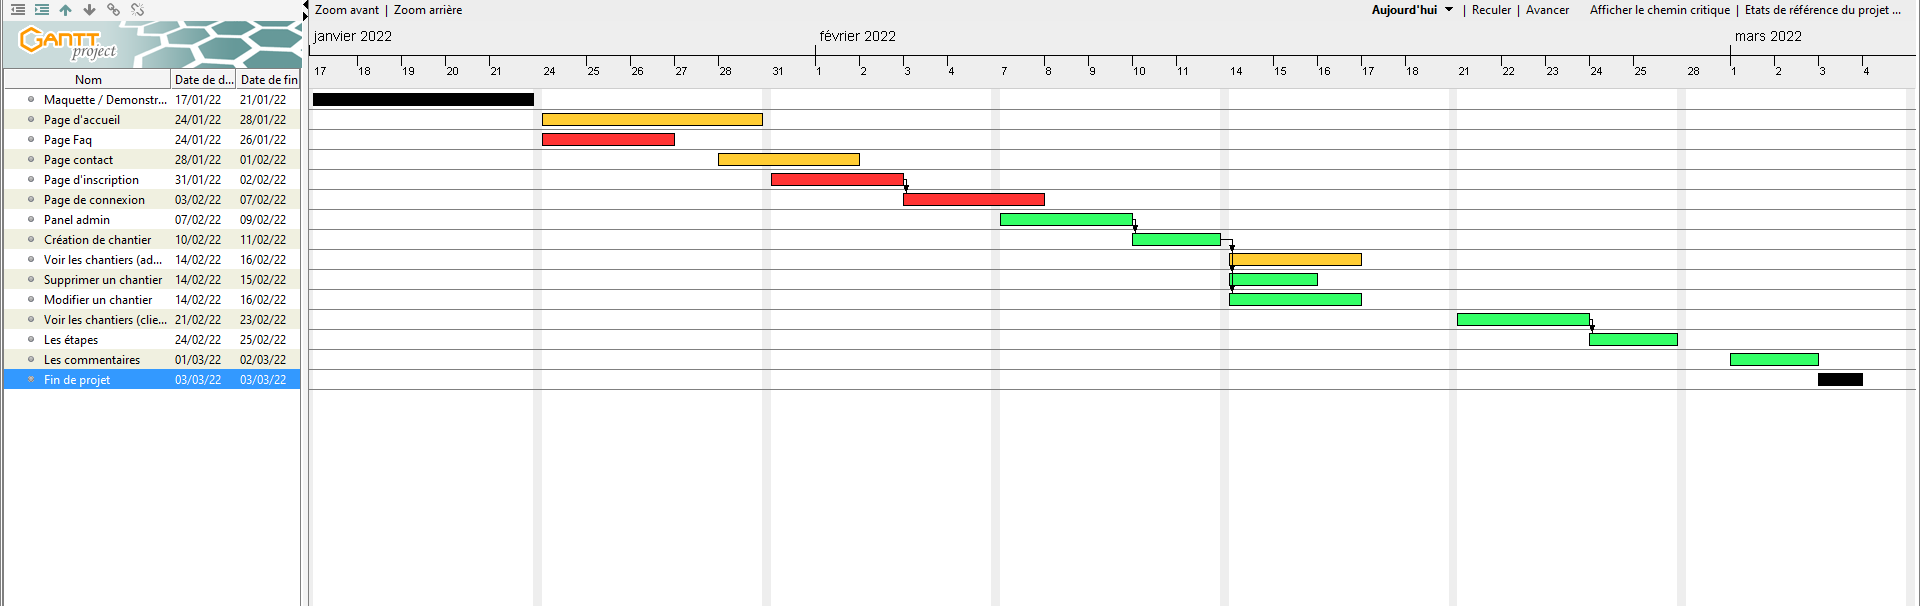 Zoom avant | Zoom arrière
Aujourd'hui | Reculer | Avancer Afficher le chemin critique | Etats de référence du projet ...
GANTT
project
janvier 2022 février 2022 mars 2022
17 18 19 20 21 24 25 26 27 28 31 1 2 3 4 7 8 9 10 11 14 15 16 17 18 21 22 23 24 25 28 1 2 3 4
Nom Date de d... Date de fin
Maquette / Demonstr... 17/01/22 21/01/22
Page d'accueil 24/01/22 28/01/22
Page Faq 24/01/22 26/01/22
Page contact 28/01/22 01/02/22
Page d'inscription 31/01/22 02/02/22
Page de connexion 03/02/22 07/02/22
Panel admin 07/02/22 09/02/22
Création de chantier 10/02/22 11/02/22
Voir les chantiers (ad... 14/02/22 16/02/22
Supprimer un chantier 14/02/22 15/02/22
Modifier un chantier 14/02/22 16/02/22
Voir les chantiers (clie... 21/02/22 23/02/22
Les étapes 24/02/22 25/02/22
Les commentaires 01/03/22 02/03/22
Fin de projet 03/03/22 03/03/22